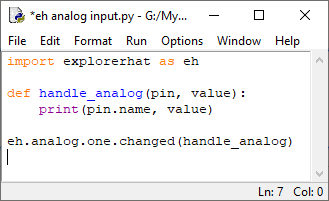 *eh analog input.py - G:/My...
File Edit Format Run Options Window Help
import explorerhat as eh
def handle_analog(pin, value):
    print(pin.name, value)
eh.analog.one.changed(handle_analog)
Ln: 7 Col: 0